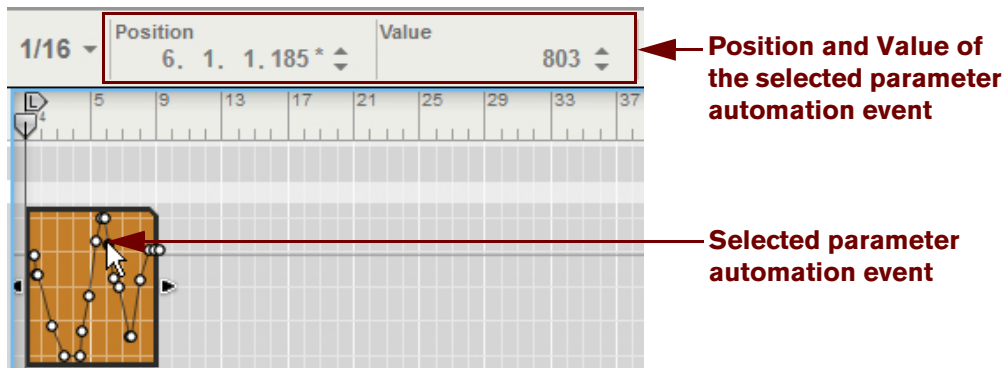 Position
Value
1/16
6. 1. 1.185 *
803
Position and Value of
the selected parameter
automation event
L
5 9 13 17 21 25 29 33 37
4
Selected parameter
automation event